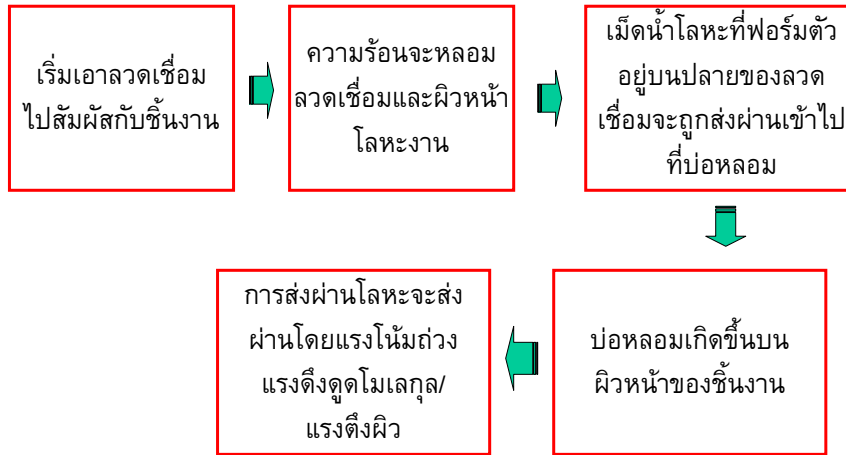 เริ่มเอาลวดเชื่อม
ไปสัมผัสกับชิ้นงาน
ความร้อนจะหลอม
ลวดเชื่อมและผิวหน้า
โลหะงาน
เม็ดน้ำโลหะที่ฟอร์มตัว
อยู่บนปลายของลวด
เชื่อมจะถูกส่งผ่านเข้าไป
ที่บ่อหลอม
บ่อหลอมเกิดขึ้นบน
ผิวหน้าของชิ้นงาน
การส่งผ่านโลหะจะส่ง
ผ่านโดยแรงโน้มถ่วง
แรงดึงดูดโมเลกุล/
แรงตึงผิว